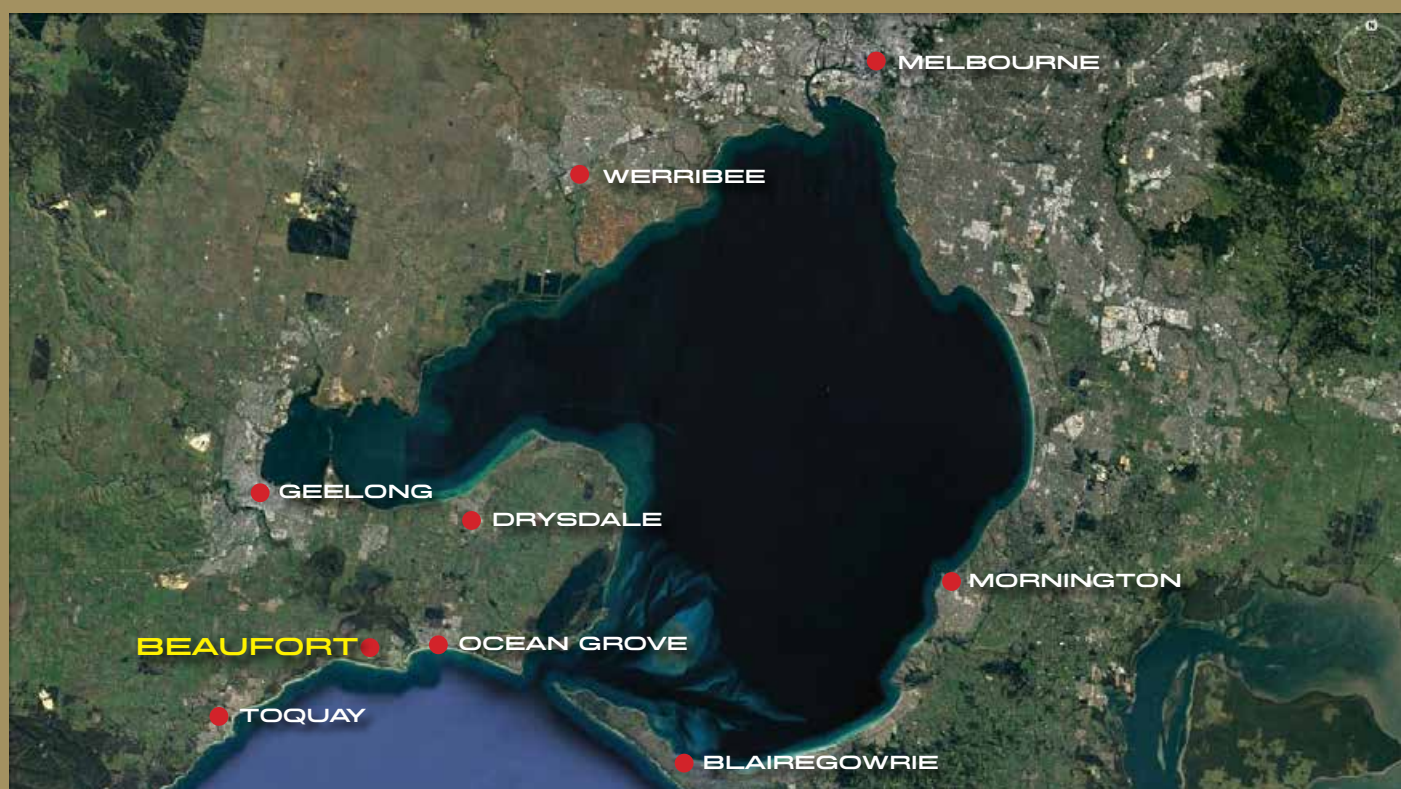 N
MELBOURNE
WERRIBEE
GEELONG
DRYSDALE
MORNINGTON
BEAUFORT
OCEAN GROVE
TOQUAY
BLAIREGOWRIE